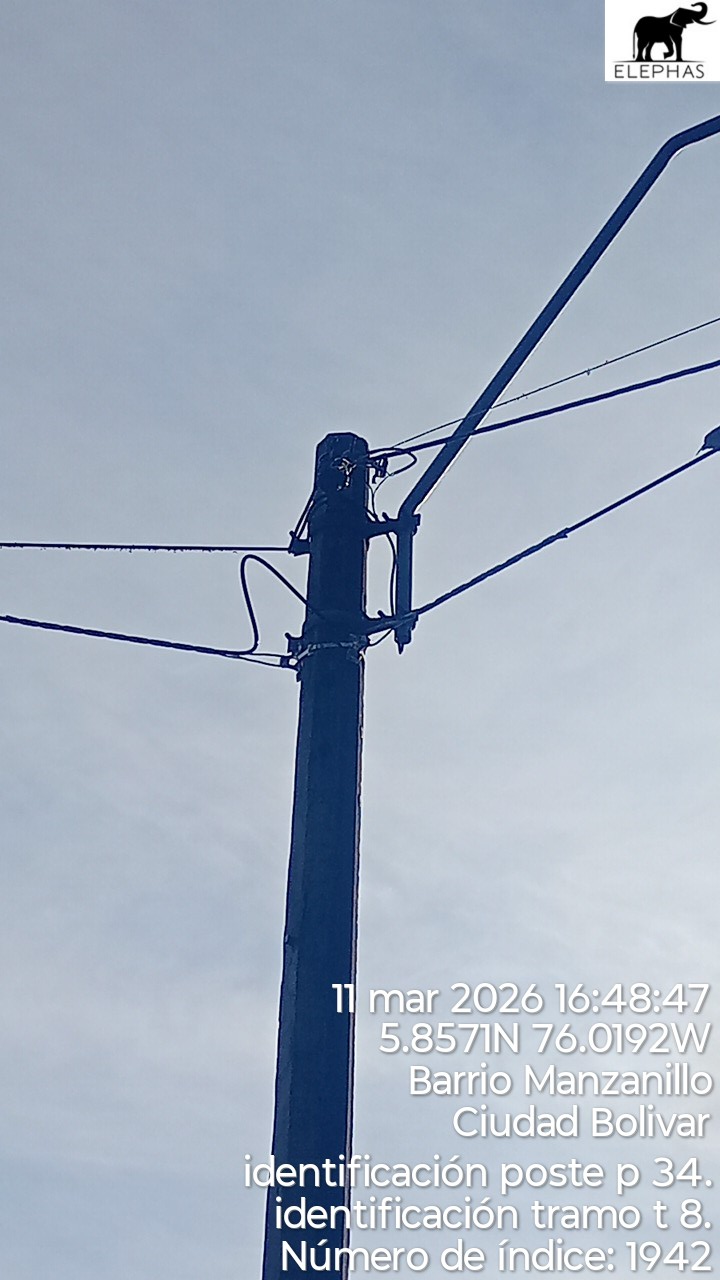 ELEPHAS
11 mar 2026 16:48:47
5.8571N 76.0192W
Barrio Manzanillo
Ciudad Bolivar
identificación poste p 34.
identificación tramo t 8.
Número de índice: 1942